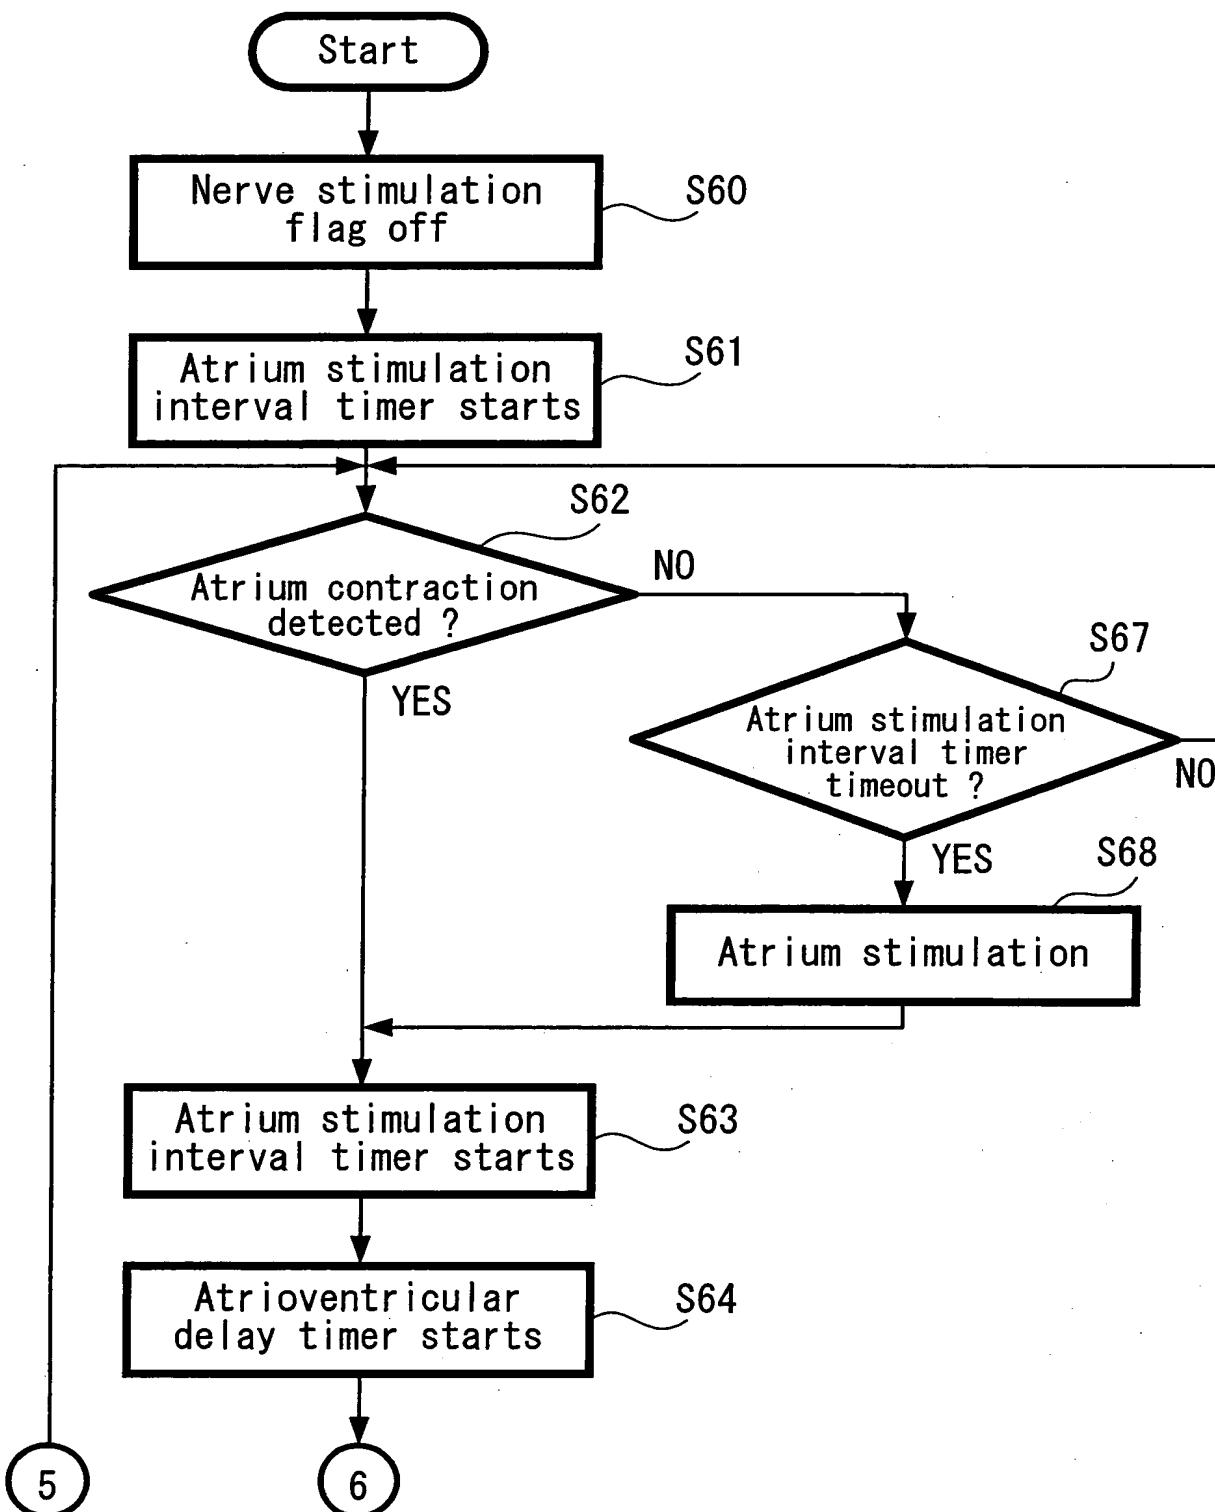 Start
Nerve stimulation
flag off
S60
Atrium stimulation
interval timer starts
S61
S62
Atrium contraction
detected ?
NO
YES
S67
Atrium stimulation
interval timer
timeout ?
NO
YES
S68
Atrium stimulation
Atrium stimulation
interval timer starts
S63
Atrioventricular
delay timer starts
S64
5
6